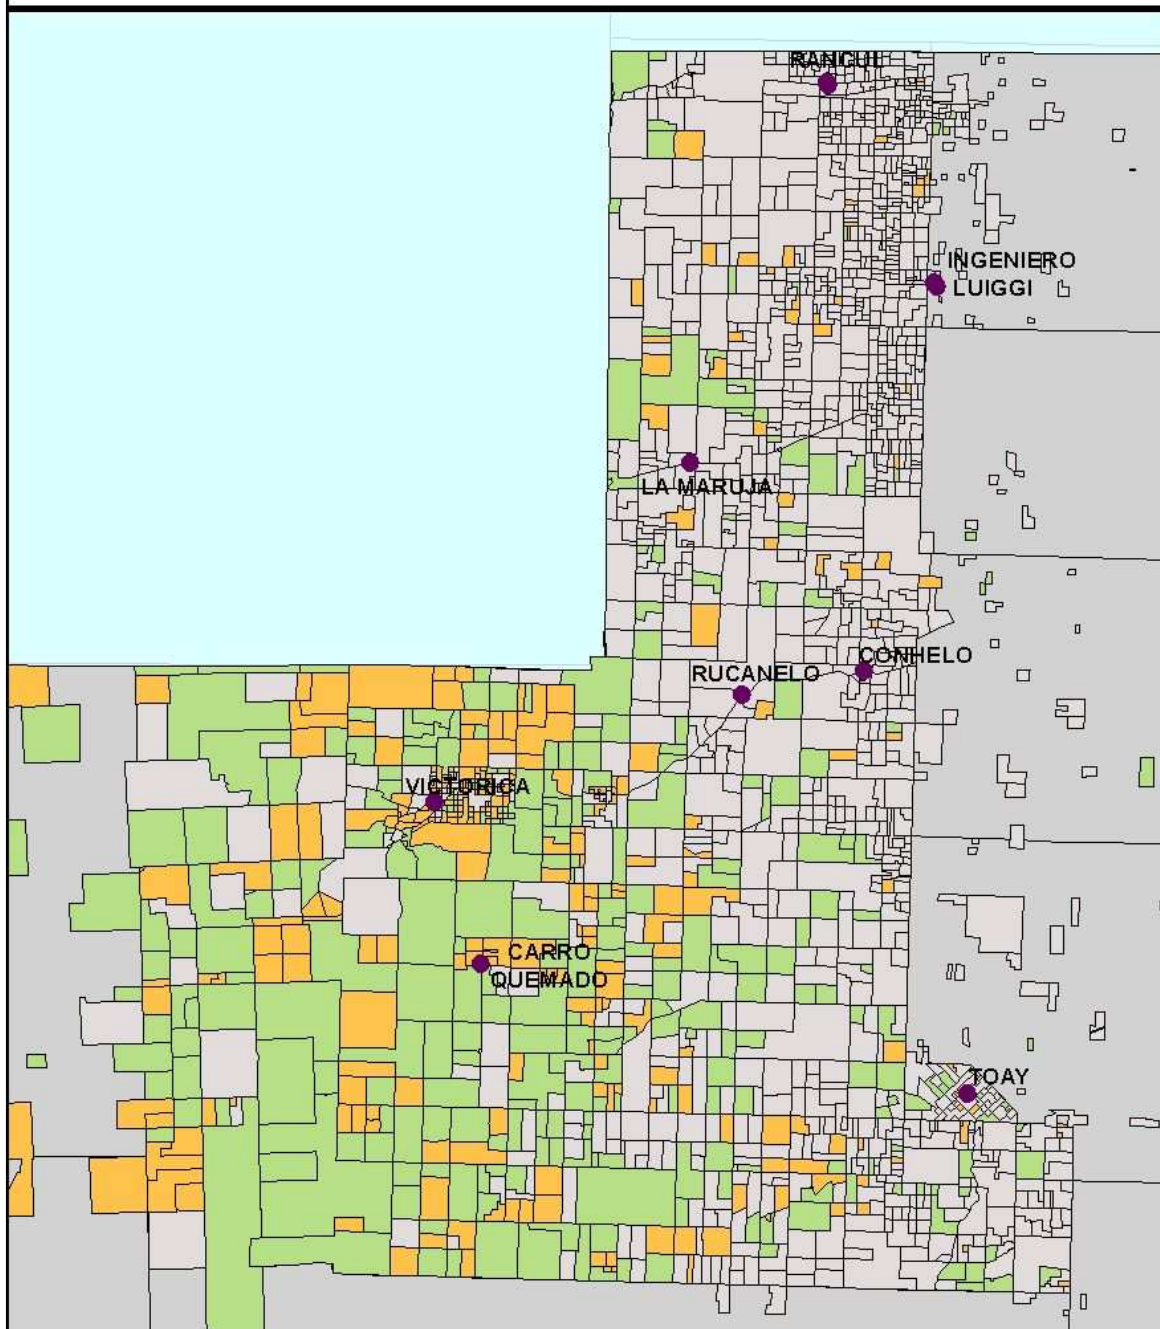 RANCUL
INGENIERO
LUIGGI
LA MARUJA
CONHELO
RUCANELO
VICTORICA
CARRO
QUEMADO
TOAY